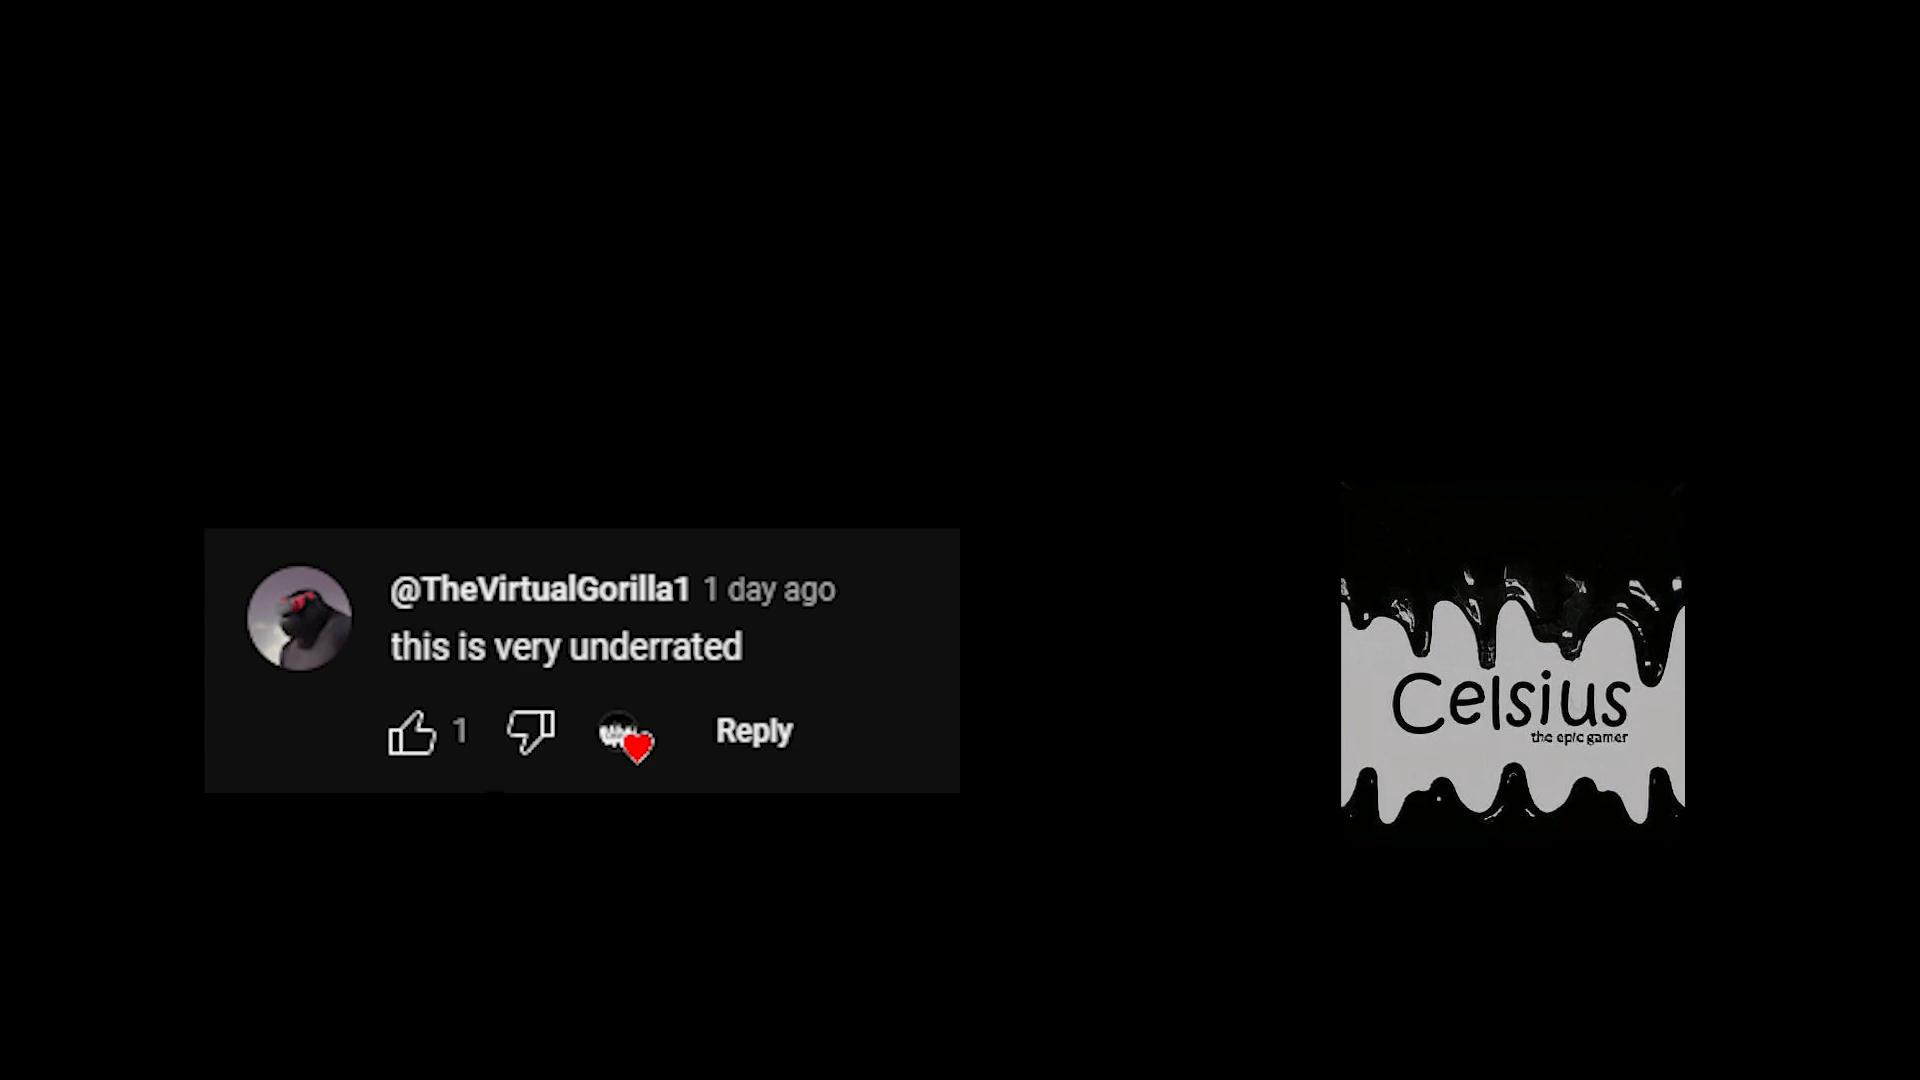 @TheVirtualGorilla1 1 day ago
this is very underrated
1 Reply
Celsius
the epic gamer